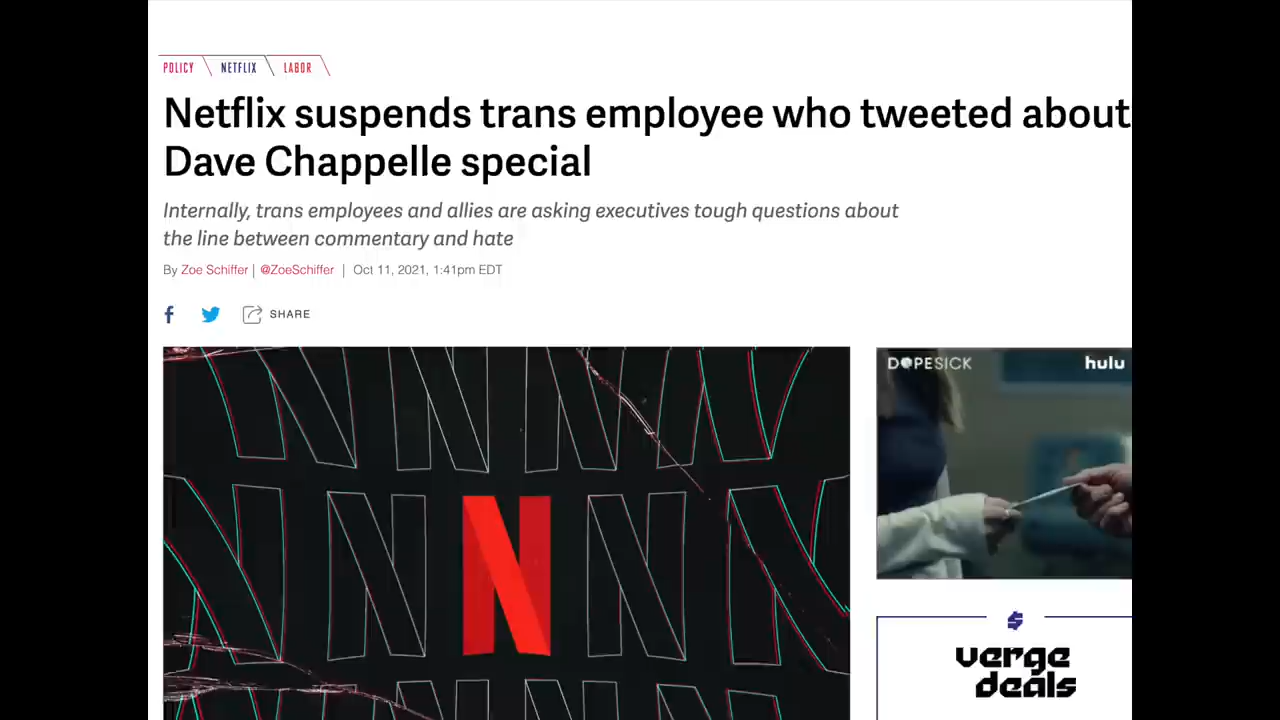 POLICY NETFLIX LABOR
Netflix suspends trans employee who tweeted about
Dave Chappelle special
Internally, trans employees and allies are asking executives tough questions about
the line between commentary and hate
By Zoe Schiffer | @ZoeSchiffer | Oct 11, 2021, 1:41pm EDT
SHARE
DOPESICK hulu
N
$
verge
deals